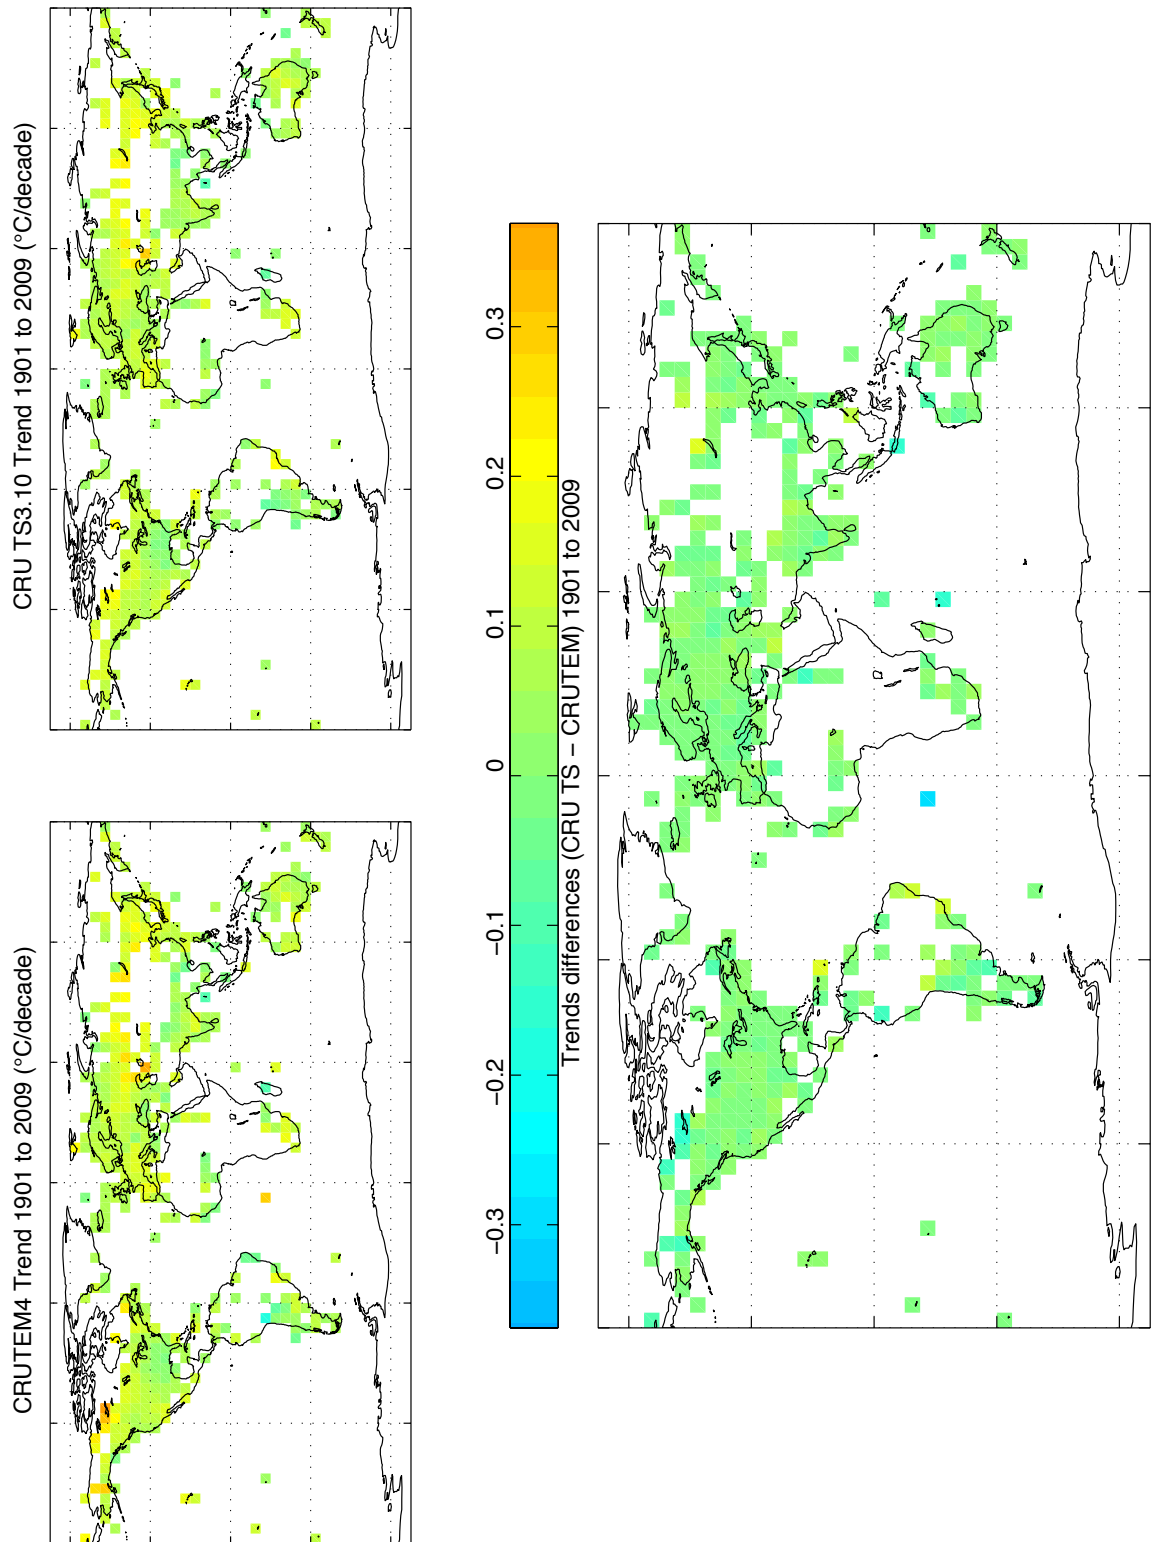 CRUTEM4 Trend 1901 to 2009 (°C/decade)
CRU TS3.10 Trend 1901 to 2009 (°C/decade)
−0.3 −0.2 −0.1 0 0.1 0.2 0.3
Trends differences (CRU TS − CRUTEM) 1901 to 2009